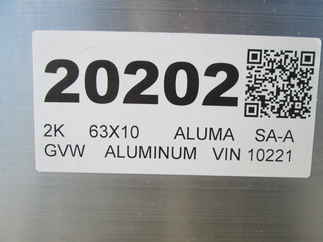 20202
2K 63X10 ALUMA SA-A
GVW ALUMINUM VIN 10221